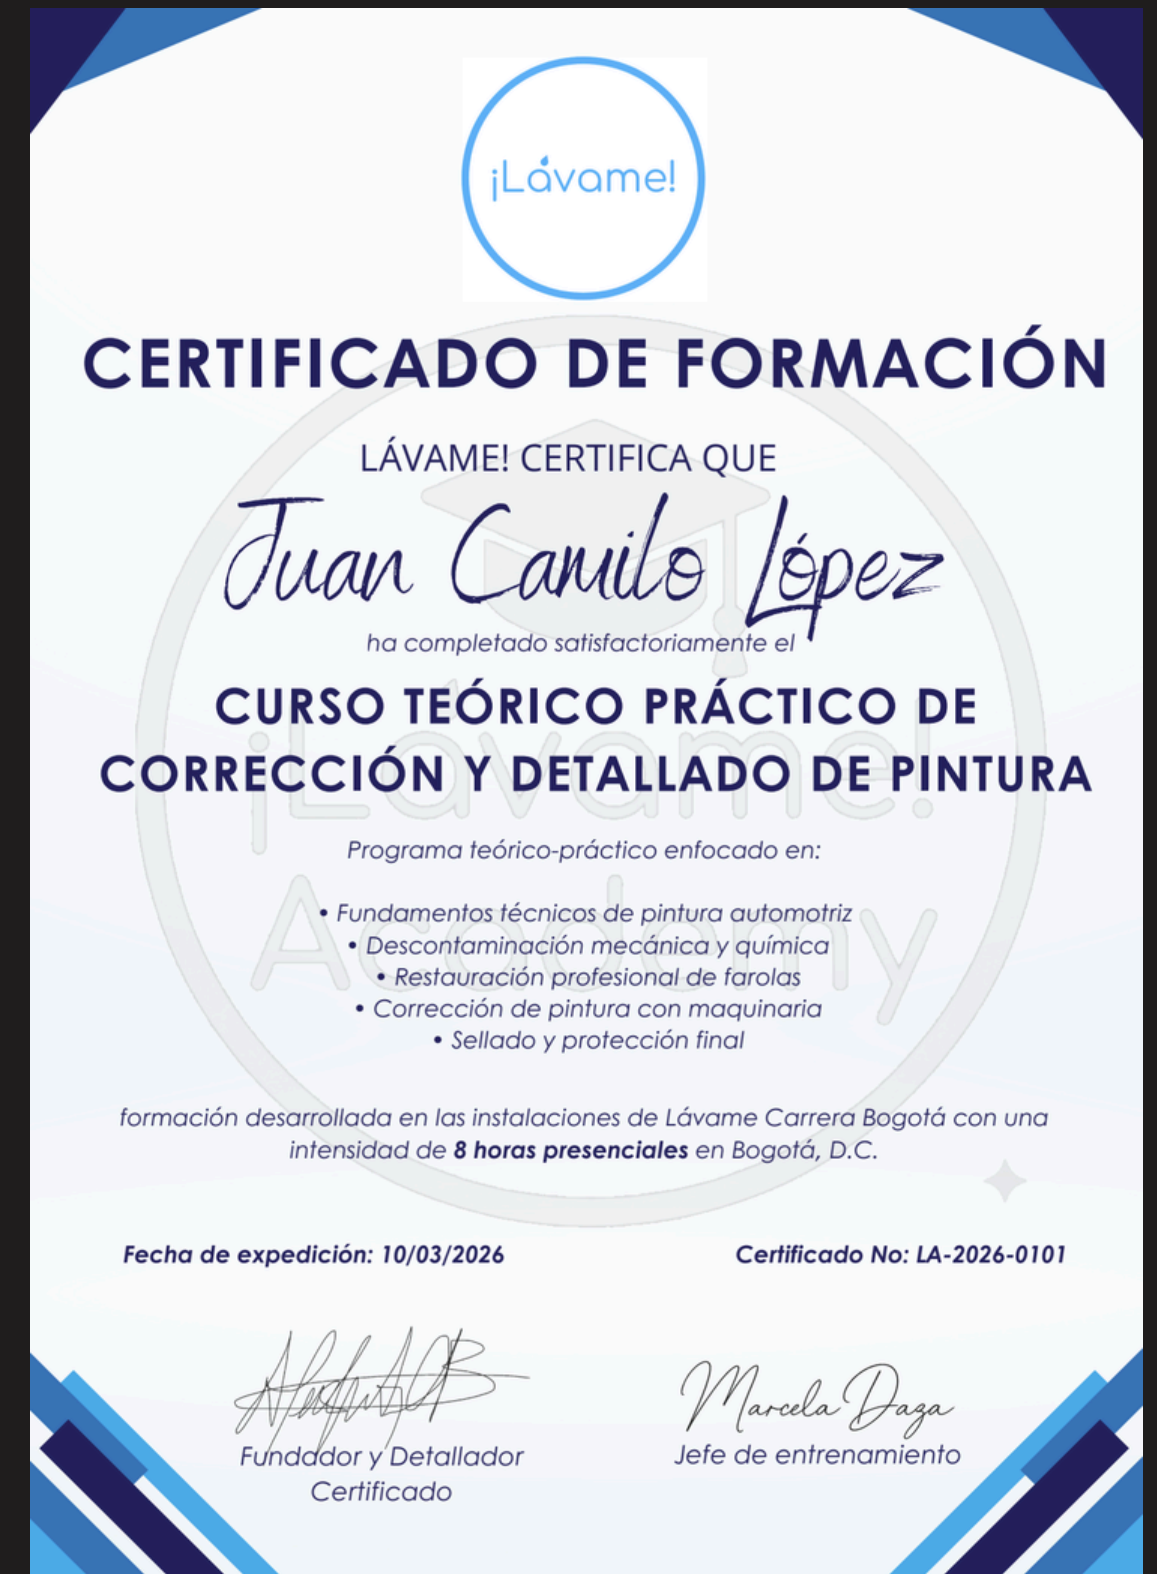 ¡Lávame!
CERTIFICADO DE FORMACIÓN
LÁVAME! CERTIFICA QUE
Juan Camilo López
ha completado satisfactoriamente el
CURSO TEÓRICO PRÁCTICO DE
CORRECCIÓN Y DETALLADO DE PINTURA
¡Lávame!
Academy
Programa teórico-práctico enfocado en:
• Fundamentos técnicos de pintura automotriz
• Descontaminación mecánica y química
• Restauración profesional de farolas
• Corrección de pintura con maquinaria
• Sellado y protección final
formación desarrollada en las instalaciones de Lávame Carrera Bogotá con una
intensidad de 8 horas presenciales en Bogotá, D.C.
Fecha de expedición: 10/03/2026
Certificado No: LA-2026-0101
Marcela Daza
Fundador y Detallador
Certificado
Jefe de entrenamiento